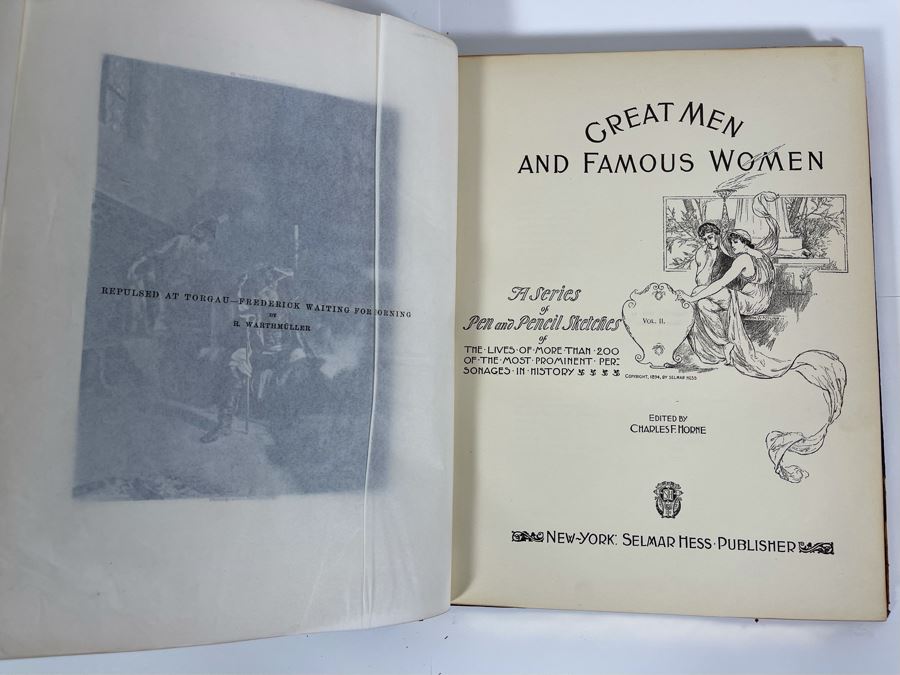 REPULSED AT TORGAU—FREDERICK WAITING FOR MORNING
BY
R. WARTHMÜLLER
GREAT MEN
AND FAMOUS WOMEN
A Series
of
Pen and Pencil Sketches
of
THE·LIVES·OF·MORE·THAN·200
OF·THE·MOST·PROMINENT·PER-
SONAGES·IN·HISTORY
VOL. II.
COPYRIGHT, 1894, BY SELMAR HESS
EDITED BY
CHARLES F. HORNE
NEW-YORK: SELMAR HESS·PUBLISHER